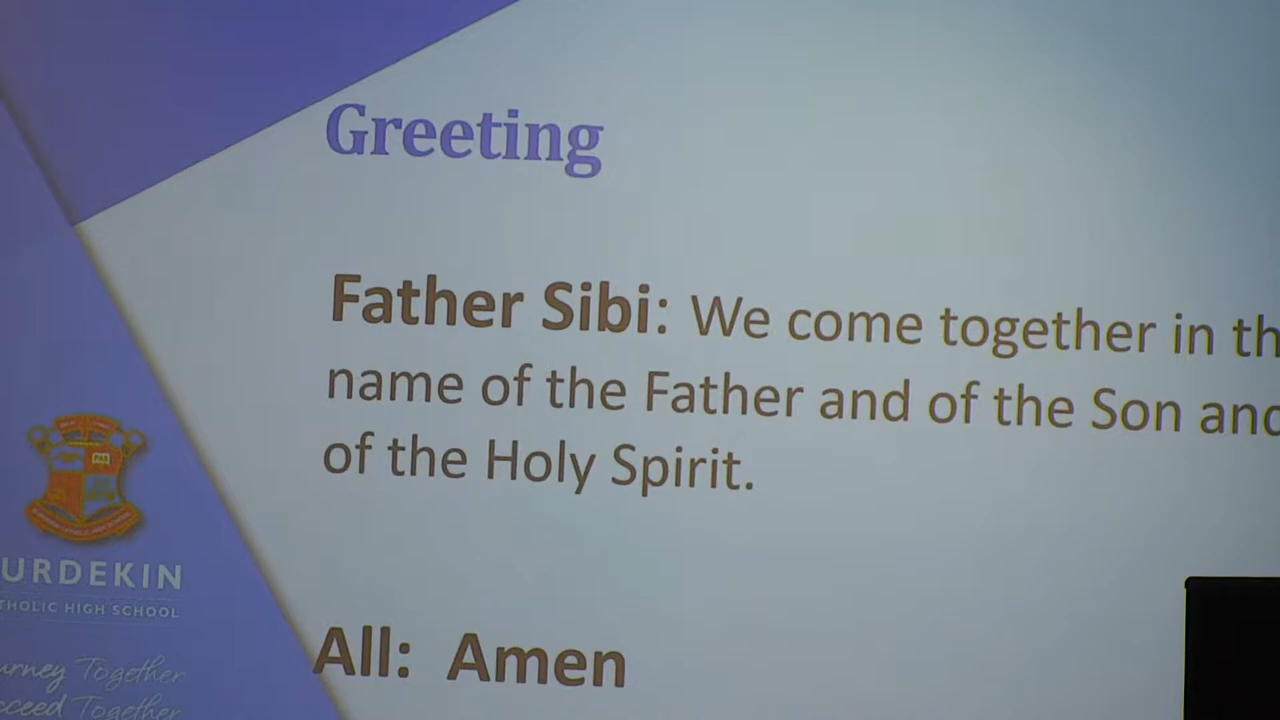 Greeting
Father Sibi: We come together in th
name of the Father and of the Son and
of the Holy Spirit.
All: Amen
URDEKIN
THOLIC HIGH SCHOOL
urney Together
cceed Together